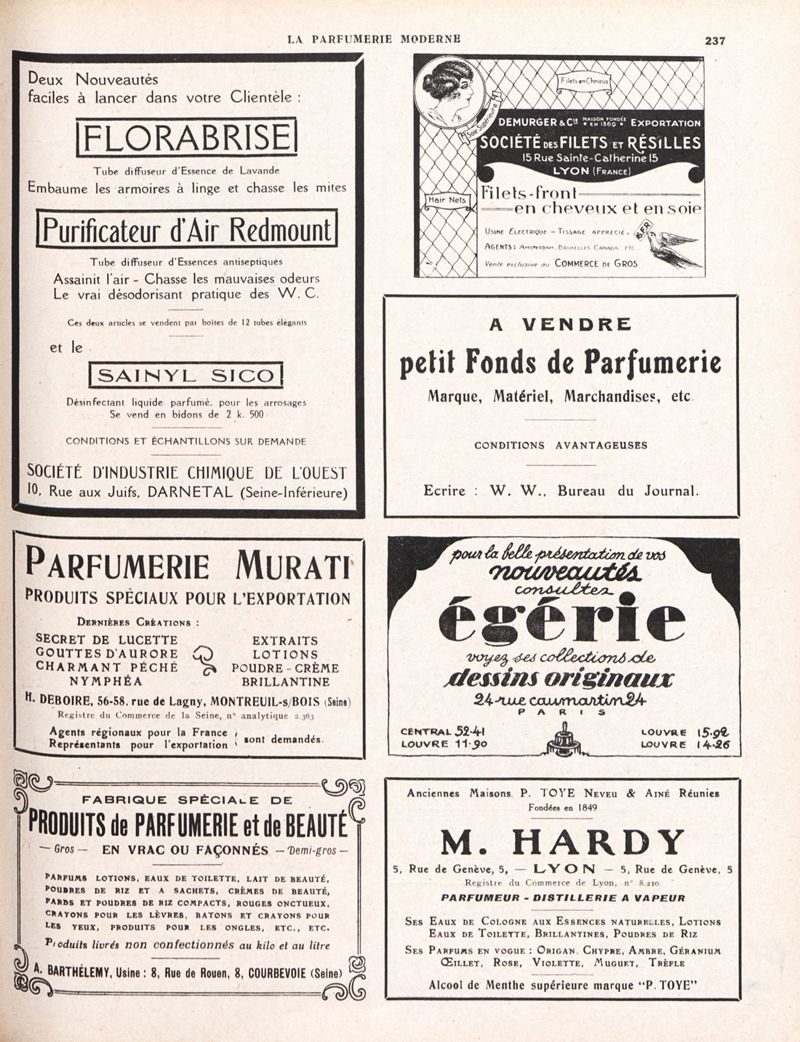 LA PARFUMERIE MODERNE
237
Deux Nouveautés
faciles à lancer dans votre Clientèle :
FLORABRISE
Tube diffuseur d'Essence de Lavande
Embaume les armoires à linge et chasse les mites
Purificateur d'Air Redmount
Tube diffuseur d'Essences antiseptiques
Assainit l'air - Chasse les mauvaises odeurs
Le vrai désodorisant pratique des W. C.
Ces deux articles se vendent par boites de 12 tubes élégants
et le
SAINYL SICO
Désinfectant liquide parfumé, pour les arrosages
Se vend en bidons de 2 k. 500
CONDITIONS ET ÉCHANTILLONS SUR DEMANDE
SOCIÉTÉ D'INDUSTRIE CHIMIQUE DE L'OUEST
10, Rue aux Juifs, DARNETAL (Seine-Inférieure)
Filets en Cheveux
Soie Supérieure
Hair Nets
DEMURGER & Cie MAISON FONDÉE EN 1869 EXPORTATION
SOCIÉTÉ DES FILETS ET RÉSILLES
15 Rue Sainte-Catherine 15
LYON (FRANCE)
Filets-front
en cheveux et en soie
USINE ÉLECTRIQUE - TISSAGE APPRÉCIÉ.
S.F.R
AGENTS : AMSTERDAM, BRUXELLES CANADA, ETC.
Vente exclusive au COMMERCE DE GROS
A VENDRE
petit Fonds de Parfumerie
Marque, Matériel, Marchandises, etc.
CONDITIONS AVANTAGEUSES
Ecrire : W. W., Bureau du Journal.
PARFUMERIE MURATI
PRODUITS SPÉCIAUX POUR L'EXPORTATION
DERNIÈRES CRÉATIONS :
SECRET DE LUCETTE
GOUTTES D'AURORE
CHARMANT PÉCHÉ
NYMPHÉA
EXTRAITS
LOTIONS
POUDRE - CRÈME
BRILLANTINE
H. DEBOIRE, 56-58, rue de Lagny, MONTREUIL-s/BOIS (Seine)
Registre du Commerce de la Seine, n° analytique 2.363
Agents régionaux pour la France
Représentants pour l'exportation
sont demandés.
pour la belle présentation de vos
nouveautés
consultez
égérie
voyez ses collections de
dessins originaux
24 - rue caumartin 24
PARIS
CENTRAL 52-41
LOUVRE 11-90
LOUVRE 15-92
LOUVRE 14-26
FABRIQUE SPÉCIALE DE
PRODUITS de PARFUMERIE et de BEAUTÉ
— Gros — EN VRAC OU FAÇONNÉS — Demi-gros —
PARFUMS LOTIONS, EAUX DE TOILETTE, LAIT DE BEAUTÉ,
POUDRES DE RIZ ET A SACHETS, CRÈMES DE BEAUTÉ,
FARDS ET POUDRES DE RIZ COMPACTS, ROUGES ONCTUEUX,
CRAYONS POUR LES LÈVRES, BATONS ET CRAYONS POUR
LES YEUX, PRODUITS POUR LES ONGLES, ETC., ETC.
Produits livrés non confectionnés au kilo et au litre
A. BARTHÉLEMY, Usine : 8, Rue de Rouen, 8, COURBEVOIE (Seine)
Anciennes Maisons P. TOYE NEVEU & AINÉ Réunies
Fondées en 1849
M. HARDY
5, Rue de Genève, 5, — LYON — 5, Rue de Genève, 5
Registre du Commerce de Lyon, n° 8.210
PARFUMEUR - DISTILLERIE A VAPEUR
SES EAUX DE COLOGNE AUX ESSENCES NATURELLES, LOTIONS
EAUX DE TOILETTE, BRILLANTINES, POUDRES DE RIZ
SES PARFUMS EN VOGUE : ORIGAN, CHYPRE, AMBRE, GÉRANIUM
ŒILLET, ROSE, VIOLETTE, MUGUET, TRÈFLE
Alcool de Menthe supérieure marque "P. TOYE"